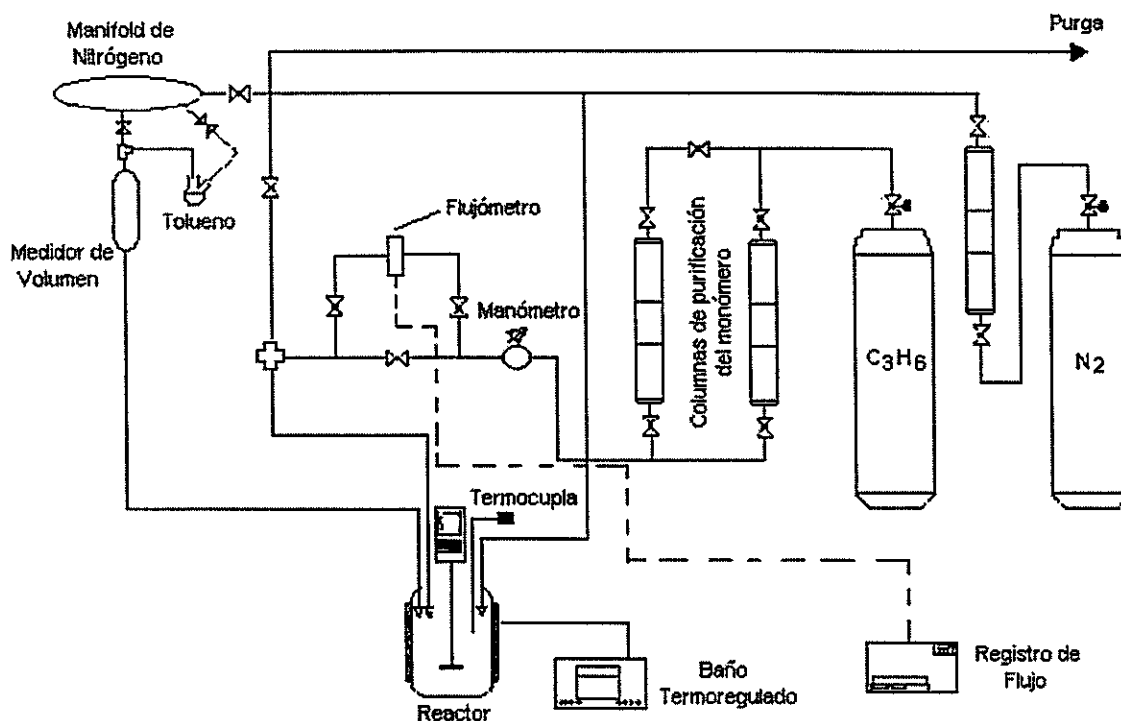 Manifold de
Nitrógeno
Purga
Tolueno
Medidor de
Volumen
Flujómetro
Manómetro
Columnas de purificación
del monómero
C3H6
N2
Termocupla
Reactor
Baño
Termoregulado
Registro de
Flujo